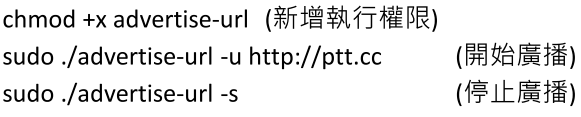 chmod +x advertise-url (新增執行權限)
sudo ./advertise-url -u http://ptt.cc (開始廣播)
sudo ./advertise-url -s (停止廣播)